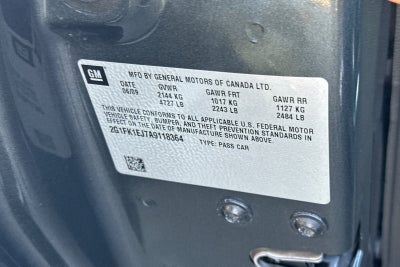 GM
MFD BY GENERAL MOTORS OF CANADA LTD.
DATE GVWR GAWR FRT GAWR RR
06/09 2144 KG 1017 KG 1127 KG
4727 LB 2243 LB 2484 LB
THIS VEHICLE CONFORMS TO ALL APPLICABLE U.S. FEDERAL MOTOR
VEHICLE SAFETY, BUMPER, AND THEFT PREVENTION STANDARDS IN
EFFECT ON THE DATE OF MANUFACTURE SHOWN ABOVE.
2G1FK1EJ7A9118364 TYPE: PASS CAR